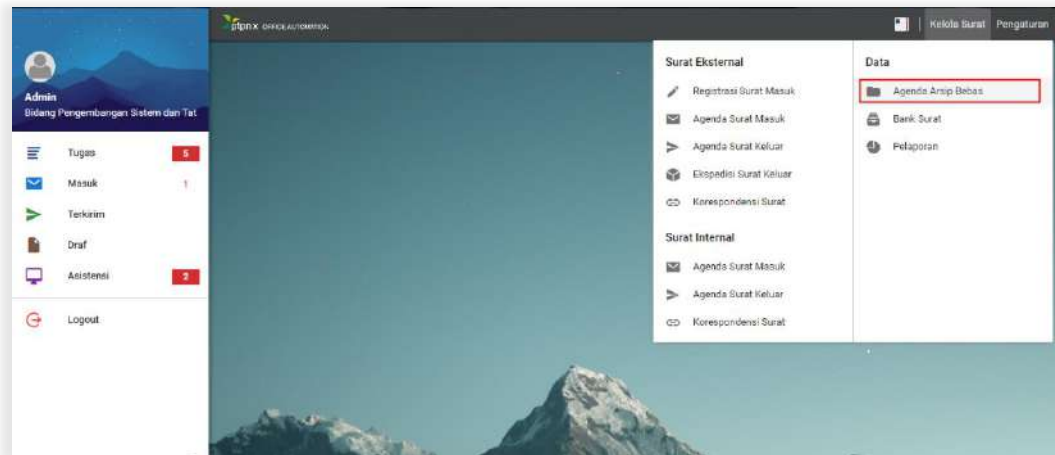 ptpnx OFFICE AUTOMATION
Kelola Surat
Pengaturan
Admin
Bidang Pengembangan Sistem dan Tat
Tugas 5
Masuk 1
Terkirim
Draf
Asistensi 2
Logout
Surat Eksternal
Registrasi Surat Masuk
Agenda Surat Masuk
Agenda Surat Keluar
Ekspedisi Surat Keluar
Korespondensi Surat
Surat Internal
Agenda Surat Masuk
Agenda Surat Keluar
Korespondensi Surat
Data
Agenda Arsip Bebas
Bank Surat
Pelaporan